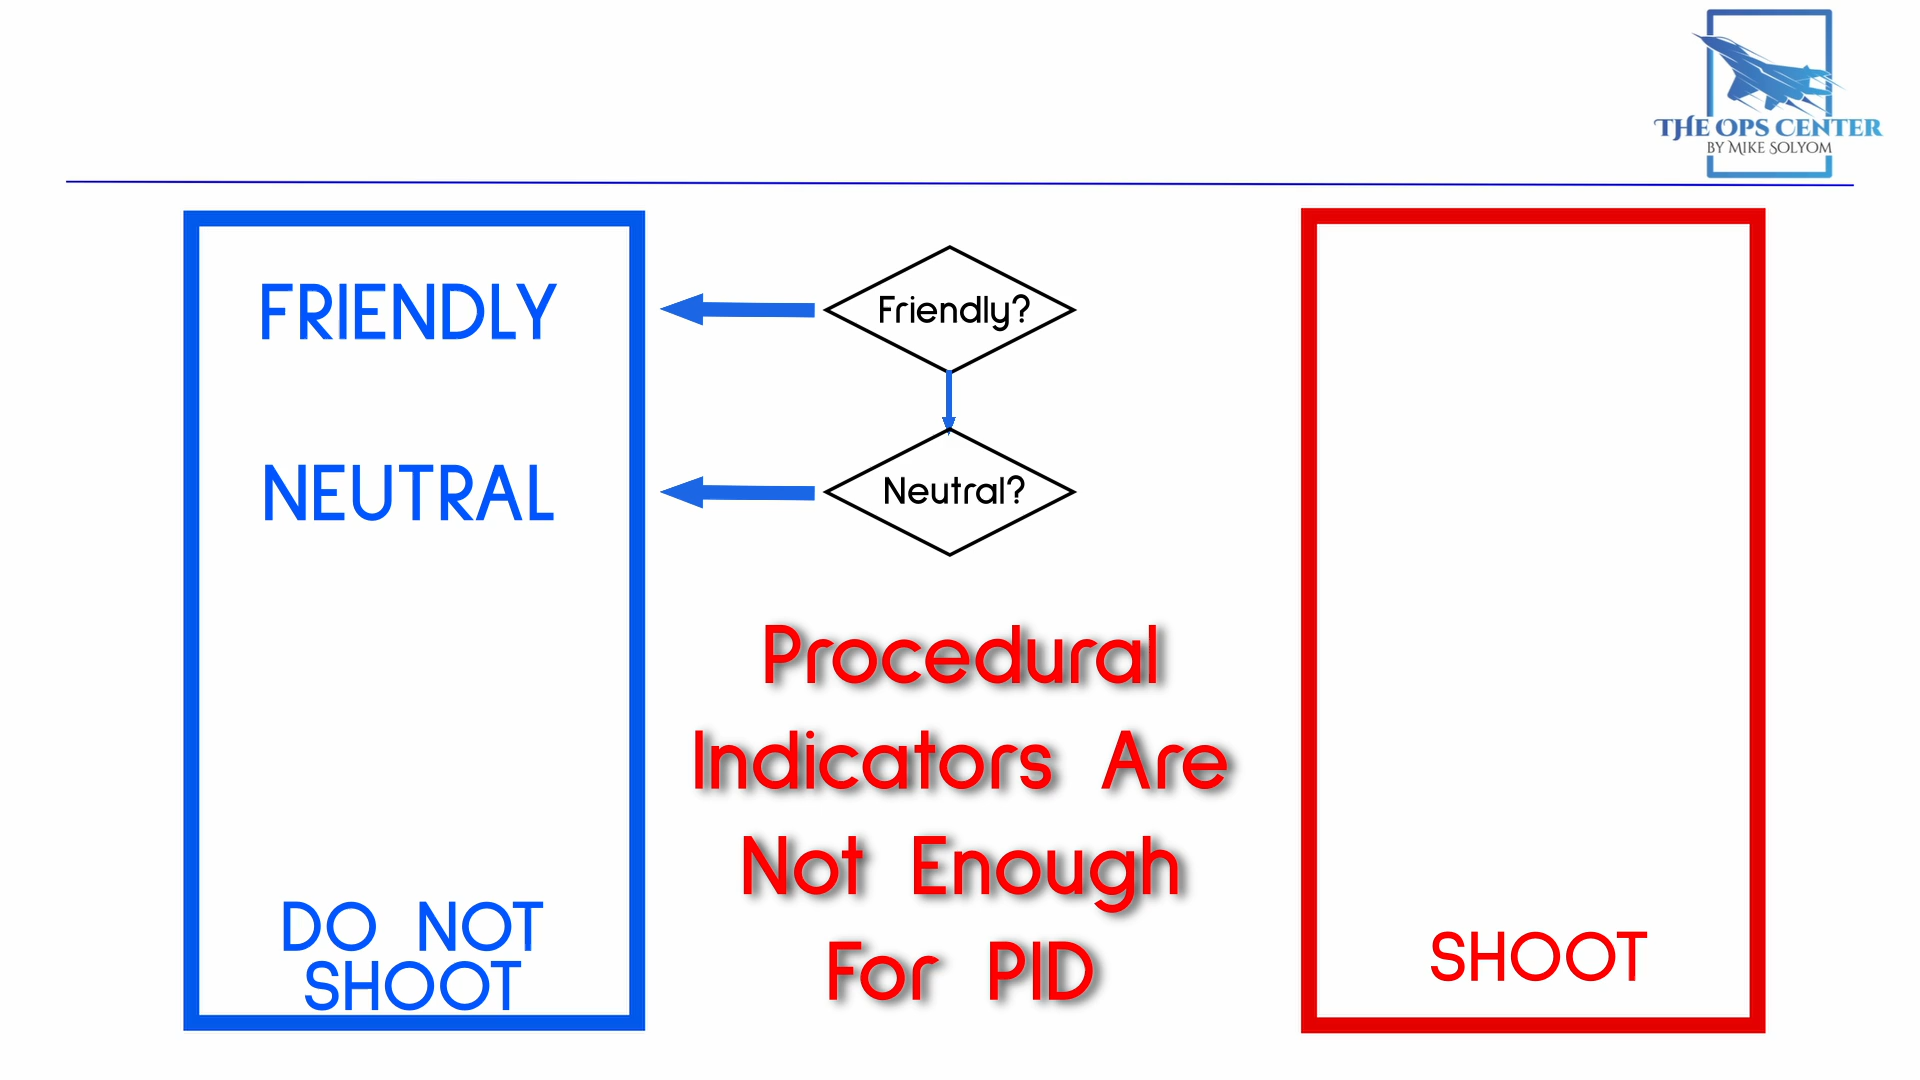 THE OPS CENTER
BY MIKE SOLYOM
FRIENDLY
Friendly?
NEUTRAL
Neutral?
Procedural
Indicators Are
Not Enough
For PID
DO NOT
SHOOT
SHOOT